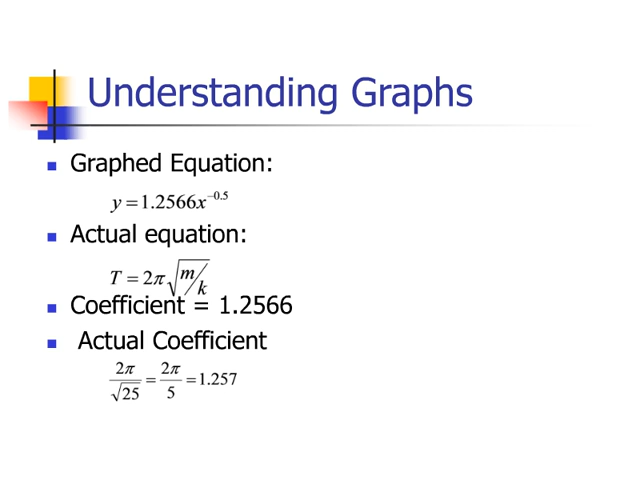 Understanding Graphs
Graphed Equation:
y = 1.2566x^{-0.5}
Actual equation:
T = 2π√(m/k)
Coefficient = 1.2566
Actual Coefficient
2π/√25 = 2π/5 = 1.257